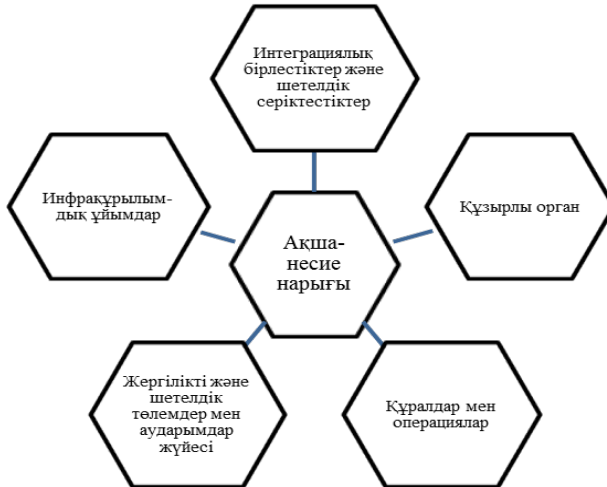 Интеграциялық
бірлестіктер және
шетелдік
серіктестіктер
Инфрақұрылым-
дық ұйымдар
Құзырлы орган
Ақша-
несие
нарығы
Жергілікті және
шетелдік
төлемдер мен
аударымдар
жүйесі
Құралдар мен
операциялар